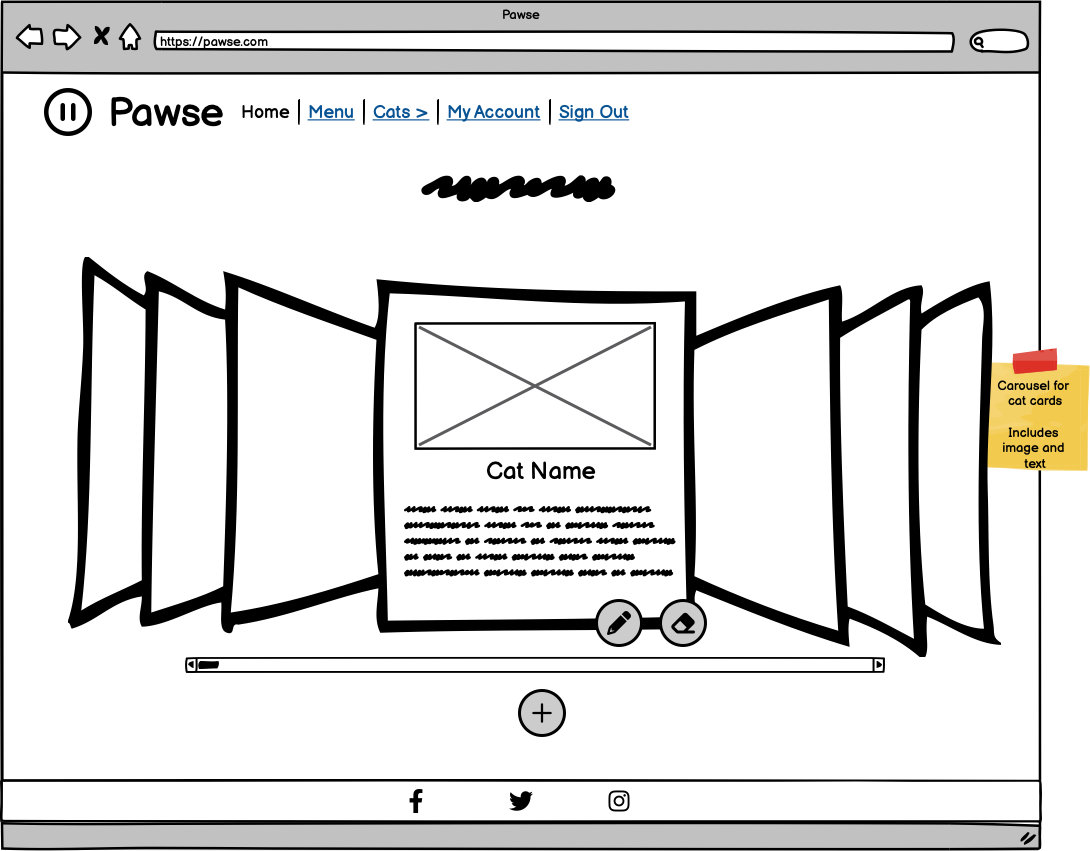 Pawse
https://pawse.com
Pawse Home Menu Cats > My Account Sign Out
Cat Name
Carousel for
cat cards
Includes
image and
text